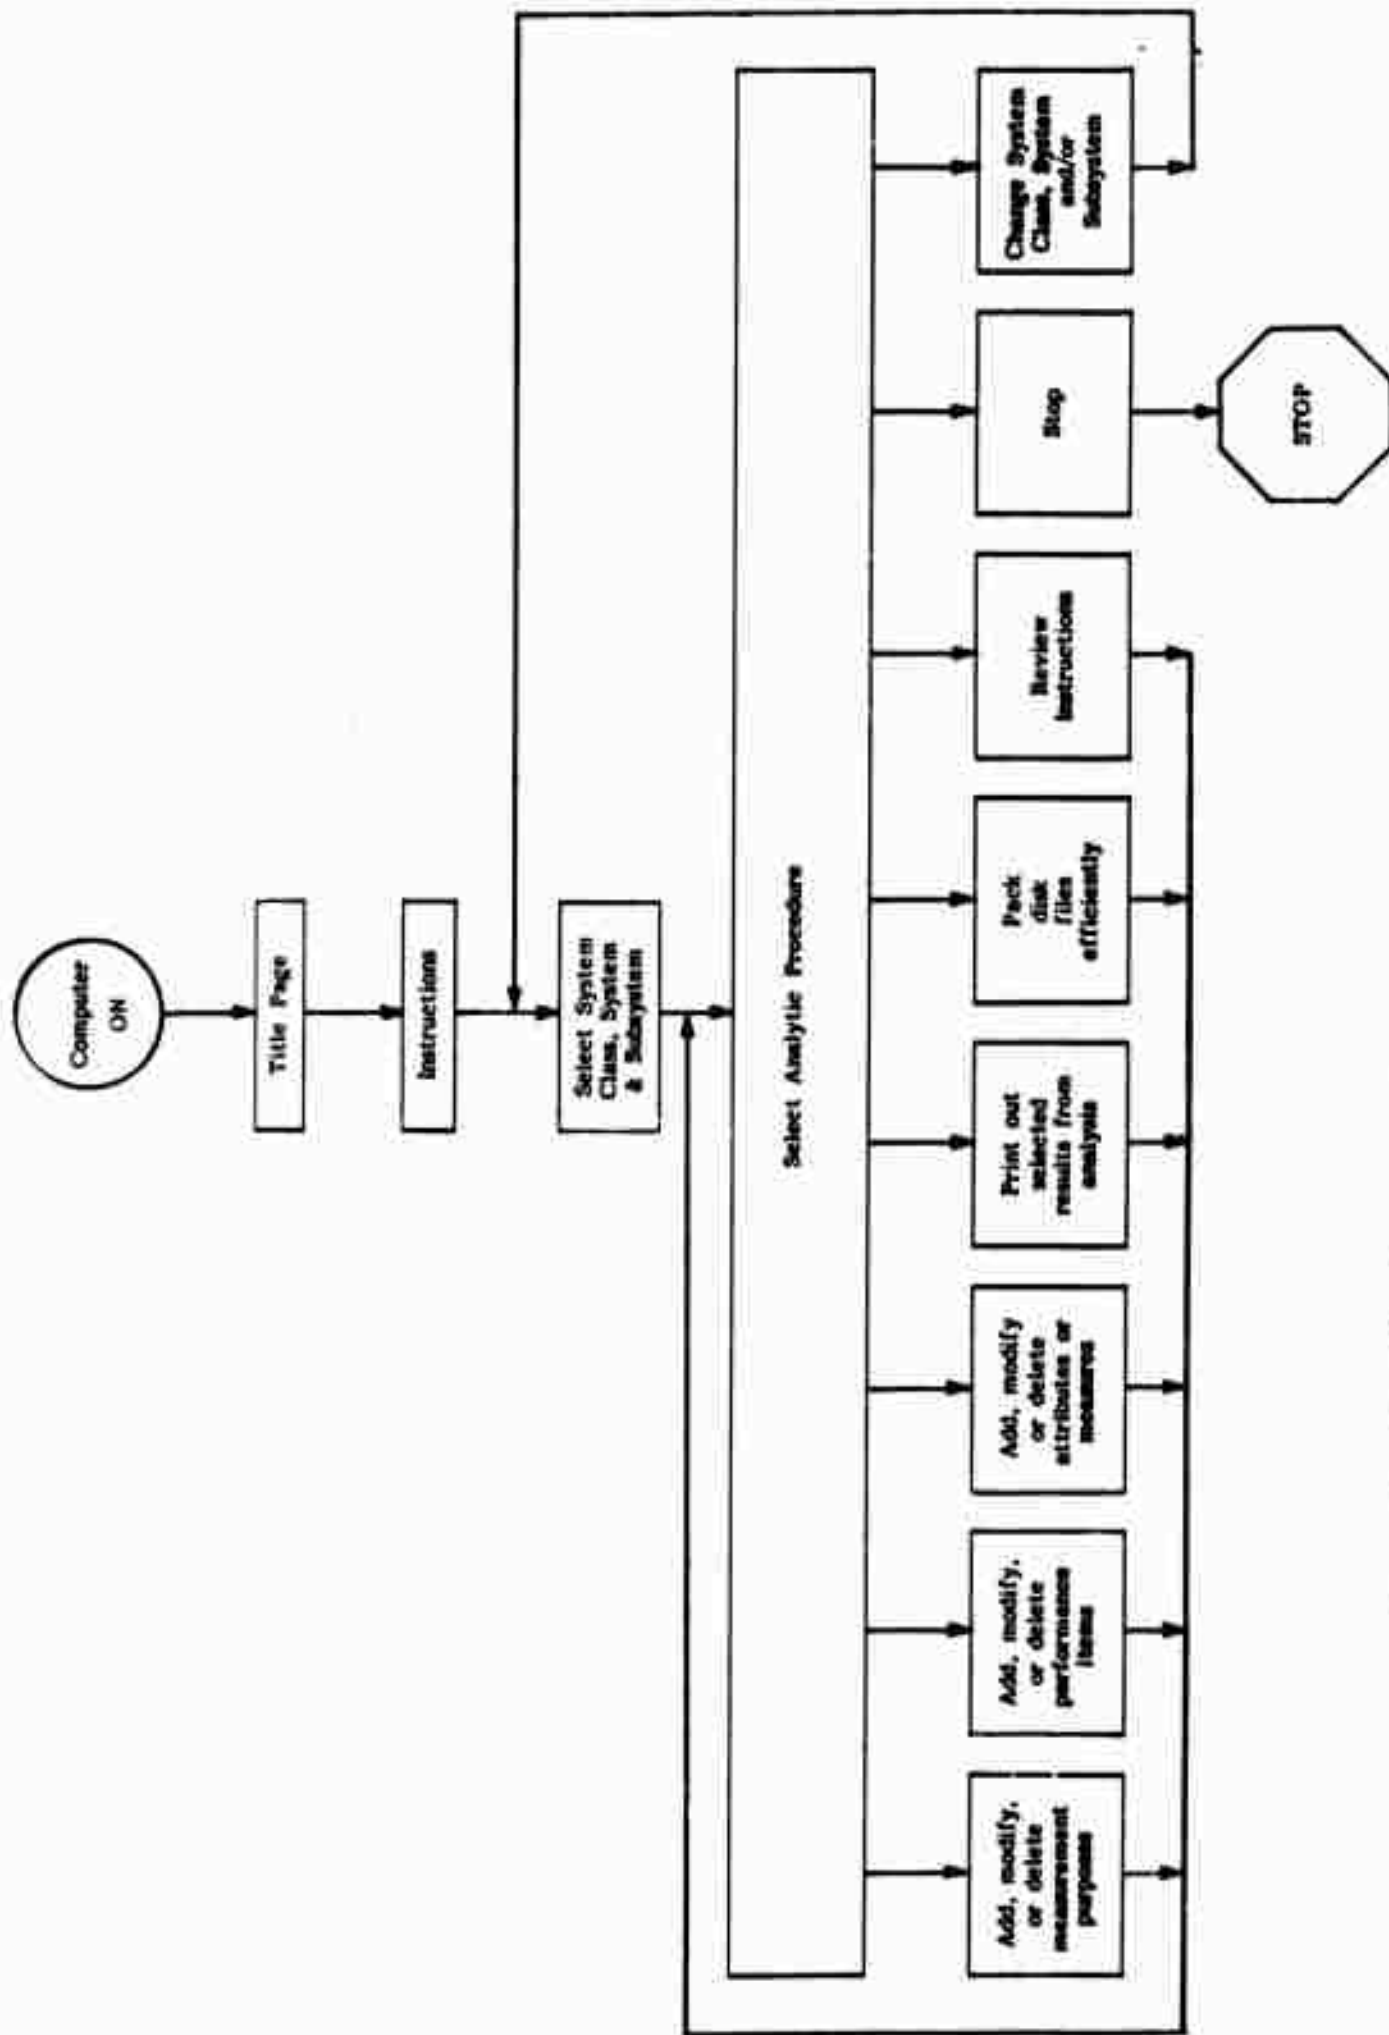 Computer
ON
Title Page
Instructions
Select System
Class, System
& Subsystem
Select Analytic Procedure
Add, modify,
or delete
measurement
purposes
Add, modify,
or delete
performance
items
Add, modify
or delete
attributes or
measures
Print out
selected
results from
analysis
Pack
disk
files
efficiently
Review
instructions
Stop
Change System
Class, System
and/or
Subsystem
STOP